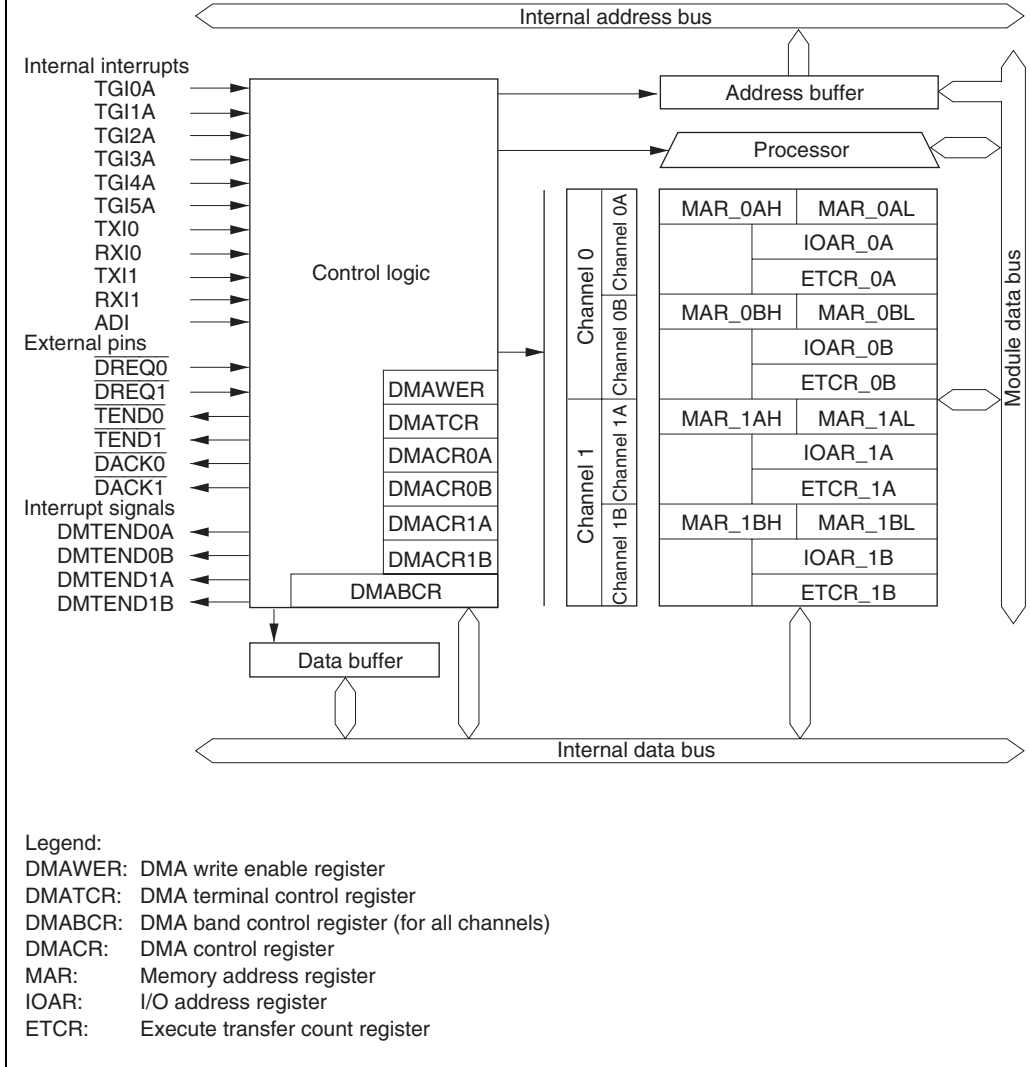 Internal address bus
Internal interrupts
TGI0A
TGI1A
TGI2A
TGI3A
TGI4A
TGI5A
TXI0
RXI0
TXI1
RXI1
ADI
External pins
DREQ0
DREQ1
TEND0
TEND1
DACK0
DACK1
Interrupt signals
DMTEND0A
DMTEND0B
DMTEND1A
DMTEND1B
Control logic
DMAWER
DMATCR
DMACR0A
DMACR0B
DMACR1A
DMACR1B
DMABCR
Data buffer
Address buffer
Processor
Channel 0
Channel 0A
Channel 0B
Channel 1
Channel 1A
Channel 1B
MAR_0AH MAR_0AL
IOAR_0A
ETCR_0A
MAR_0BH MAR_0BL
IOAR_0B
ETCR_0B
MAR_1AH MAR_1AL
IOAR_1A
ETCR_1A
MAR_1BH MAR_1BL
IOAR_1B
ETCR_1B
Module data bus
Internal data bus
Legend:
DMAWER: DMA write enable register
DMATCR: DMA terminal control register
DMABCR: DMA band control register (for all channels)
DMACR: DMA control register
MAR: Memory address register
IOAR: I/O address register
ETCR: Execute transfer count register